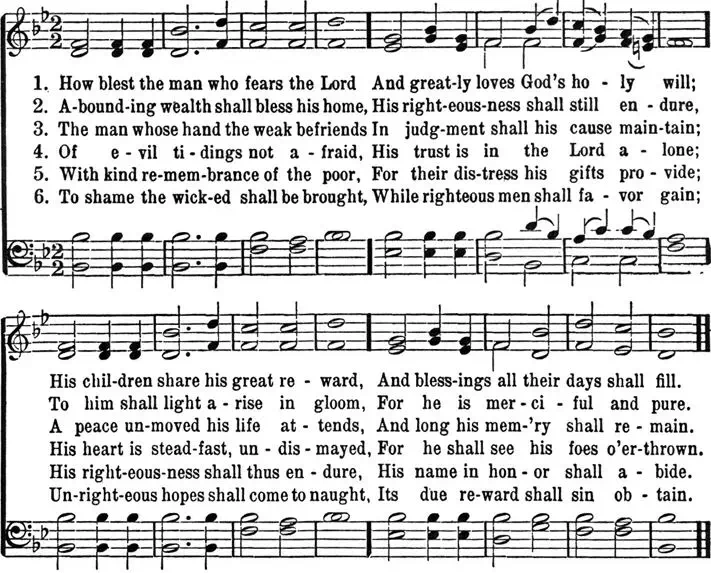 1. How blest the man who fears the Lord And great-ly loves God's ho - ly will;
2. A-bound-ing wealth shall bless his home, His right-eous-ness shall still en - dure,
3. The man whose hand the weak befriends In judg-ment shall his cause main-tain;
4. Of e - vil ti - dings not a - fraid, His trust is in the Lord a - lone;
5. With kind re-mem-brance of the poor, For their dis-tress his gifts pro - vide;
6. To shame the wick-ed shall be brought, While righteous men shall fa - vor gain;
His chil-dren share his great re - ward, And bless-ings all their days shall fill.
To him shall light a - rise in gloom, For he is mer - ci - ful and pure.
A peace un-moved his life at - tends, And long his mem-'ry shall re - main.
His heart is stead-fast, un - dis - mayed, For he shall see his foes o'er-thrown.
His right-eous-ness shall thus en - dure, His name in hon - or shall a - bide.
Un-right-eous hopes shall come to naught, Its due re-ward shall sin ob - tain.